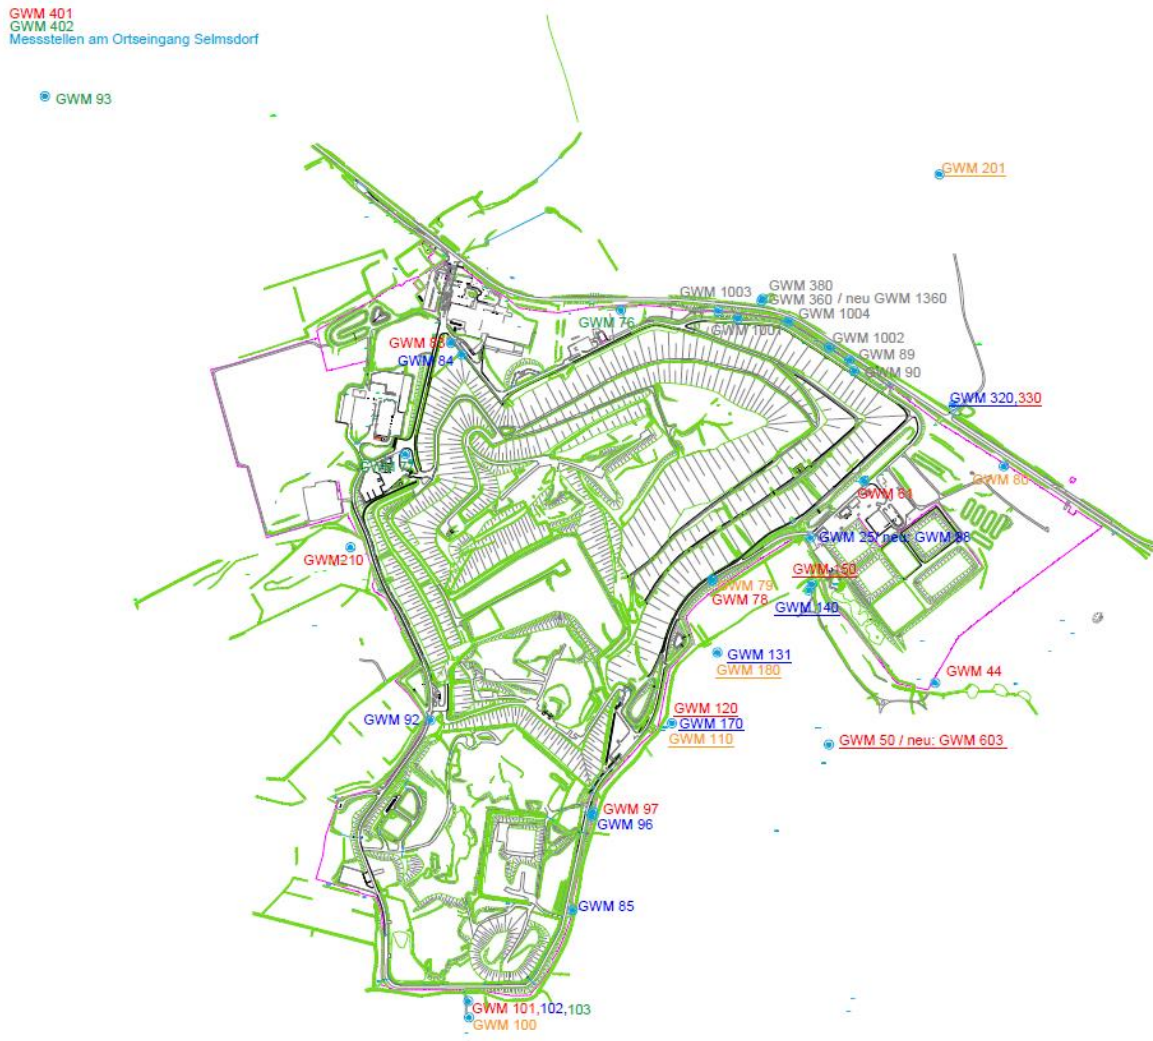 GWM 401
GWM 402
Messstellen am Ortseingang Selmsdorf
GWM 93
GWM 201
GWM 380
GWM 1003
GWM 360 / neu GWM 1360
GWM 76
GWM 1004
GWM 1001
GWM 1002
GWM 83
GWM 84
GWM 89
GWM 90
GWM 320,330
GWM 80
GWM 81
GWM 25/ neu: GWM 88
GWM210
GWM 150
GWM 79
GWM 78
GWM 140
GWM 131
GWM 180
GWM 44
GWM 120
GWM 92
GWM 170
GWM 110
GWM 50 / neu: GWM 603
GWM 97
GWM 96
GWM 85
GWM 101,102,103
GWM 100